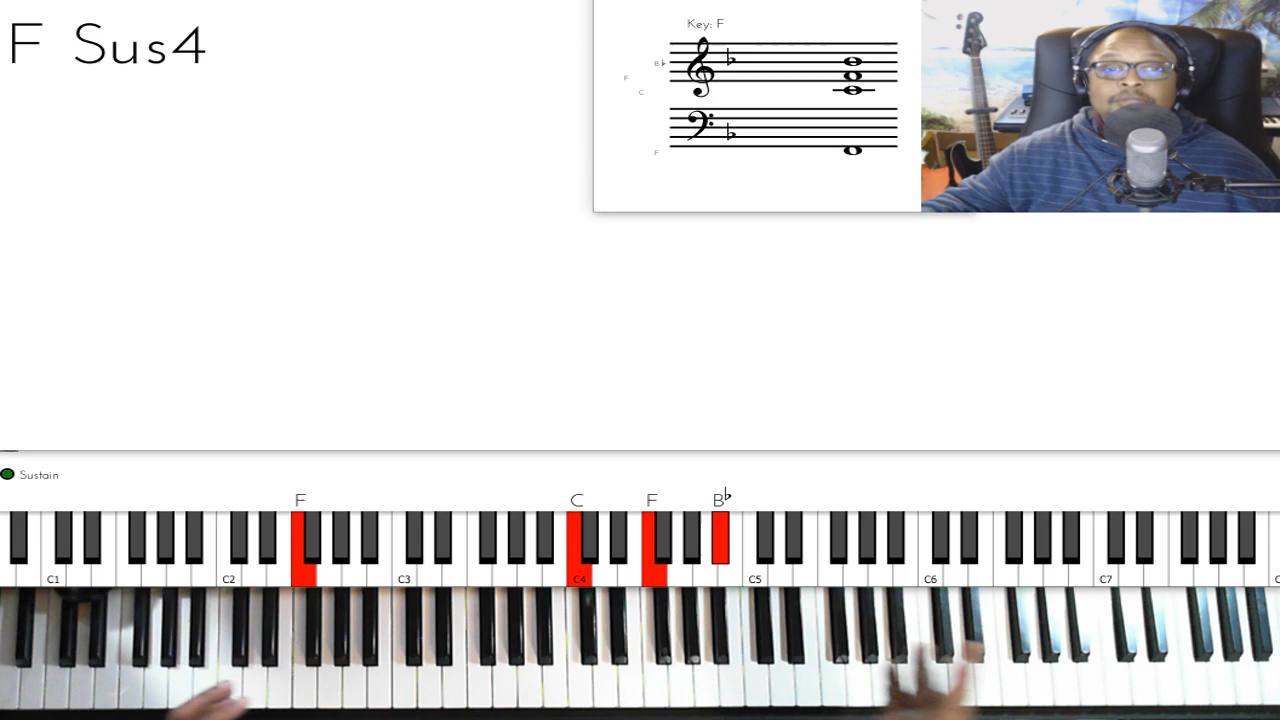 F Sus4
Key: F
B♭
F
C
F
Sustain
F C F B♭
C1 C2 C3 C4 C5 C6 C7 C